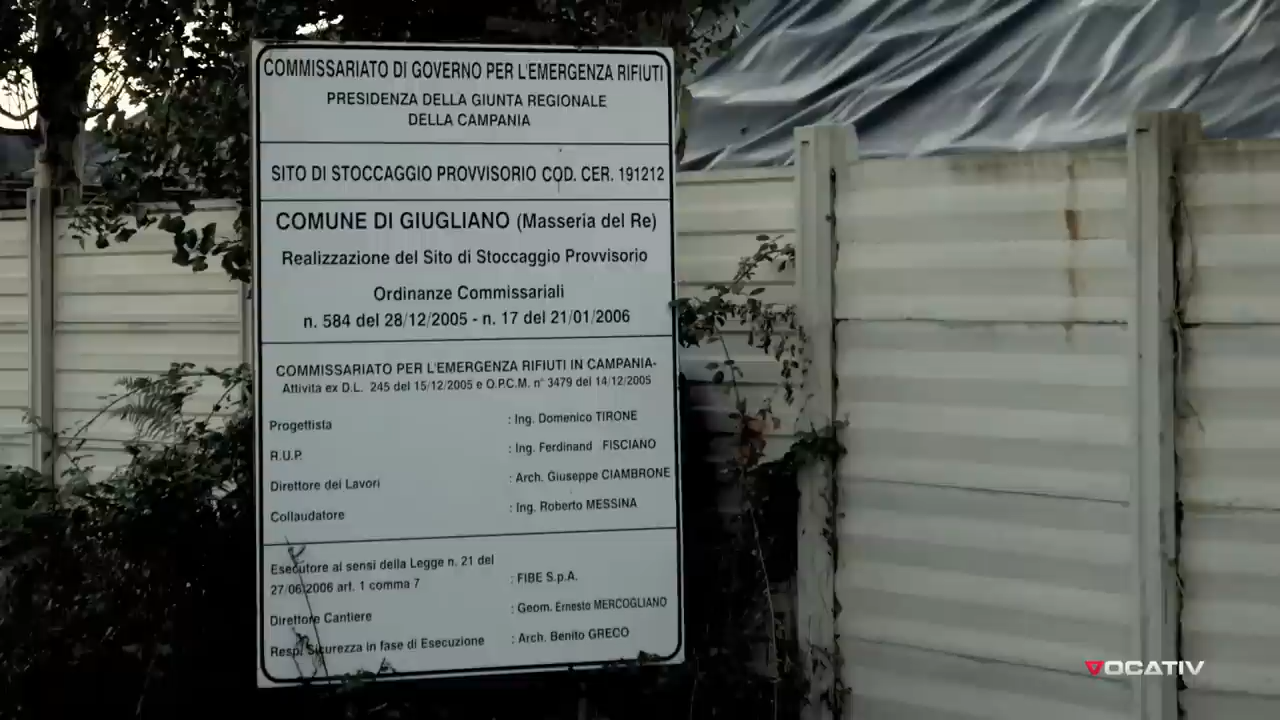 COMMISSARIATO DI GOVERNO PER L'EMERGENZA RIFIUTI
PRESIDENZA DELLA GIUNTA REGIONALE
DELLA CAMPANIA
SITO DI STOCCAGGIO PROVVISORIO COD. CER. 191212
COMUNE DI GIUGLIANO (Masseria del Re)
Realizzazione del Sito di Stoccaggio Provvisorio
Ordinanze Commissariali
n. 584 del 28/12/2005 - n. 17 del 21/01/2006
COMMISSARIATO PER L'EMERGENZA RIFIUTI IN CAMPANIA-
Attivita ex D.L. 245 del 15/12/2005 e O.P.C.M. n° 3479 del 14/12/2005
Progettista : Ing. Domenico TIRONE
R.U.P. : Ing. Ferdinand FISCIANO
Direttore dei Lavori : Arch. Giuseppe CIAMBRONE
Collaudatore : Ing. Roberto MESSINA
Esecutore ai sensi della Legge n. 21 del
27/06/2006 art. 1 comma 7 : FIBE S.p.A.
Direttore Cantiere : Geom. Ernesto MERCOGLIANO
Resp. Sicurezza in fase di Esecuzione : Arch. Benito GRECO
VOCATIV